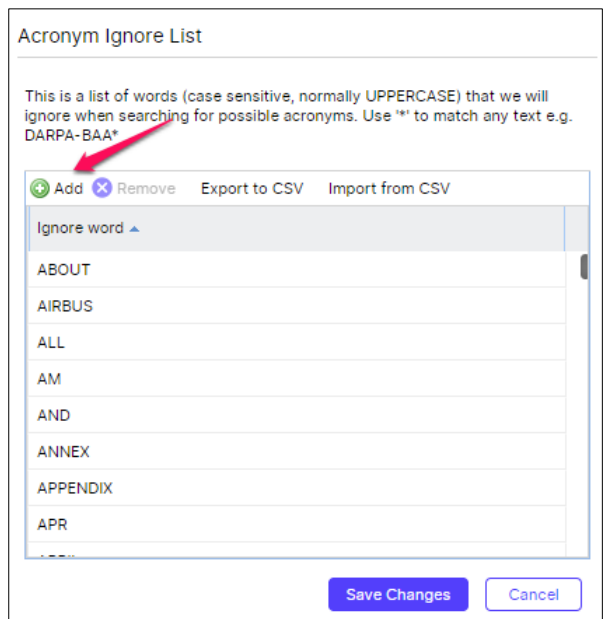 Acronym Ignore List
This is a list of words (case sensitive, normally UPPERCASE) that we will
ignore when searching for possible acronyms. Use '*' to match any text e.g.
DARPA-BAA*
Add Remove Export to CSV Import from CSV
Ignore word
ABOUT
AIRBUS
ALL
AM
AND
ANNEX
APPENDIX
APR
Save Changes Cancel